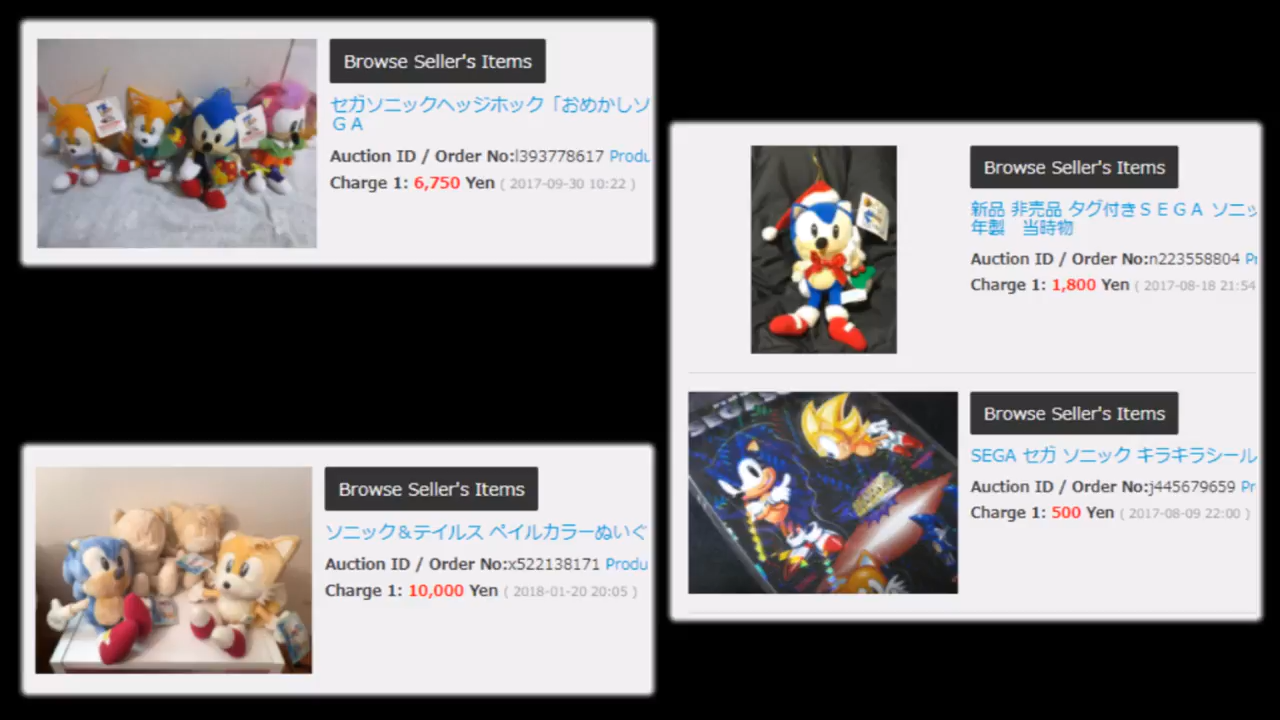 Browse Seller's Items
セガソニックヘッジホック「おめかしソ
ＧＡ
Auction ID / Order No:l393778617 Produ
Charge 1: 6,750 Yen ( 2017-09-30 10:22 )
Browse Seller's Items
ソニック＆テイルス ペイルカラーぬいぐ
Auction ID / Order No:x522138171 Produ
Charge 1: 10,000 Yen ( 2018-01-20 20:05 )
Browse Seller's Items
新品 非売品 タグ付きＳＥＧＡ ソニッ
年製　当時物
Auction ID / Order No:n223558804 Pr
Charge 1: 1,800 Yen ( 2017-08-18 21:54
Browse Seller's Items
SEGA セガ ソニック キラキラシール
Auction ID / Order No:j445679659 Pr
Charge 1: 500 Yen ( 2017-08-09 22:00 )